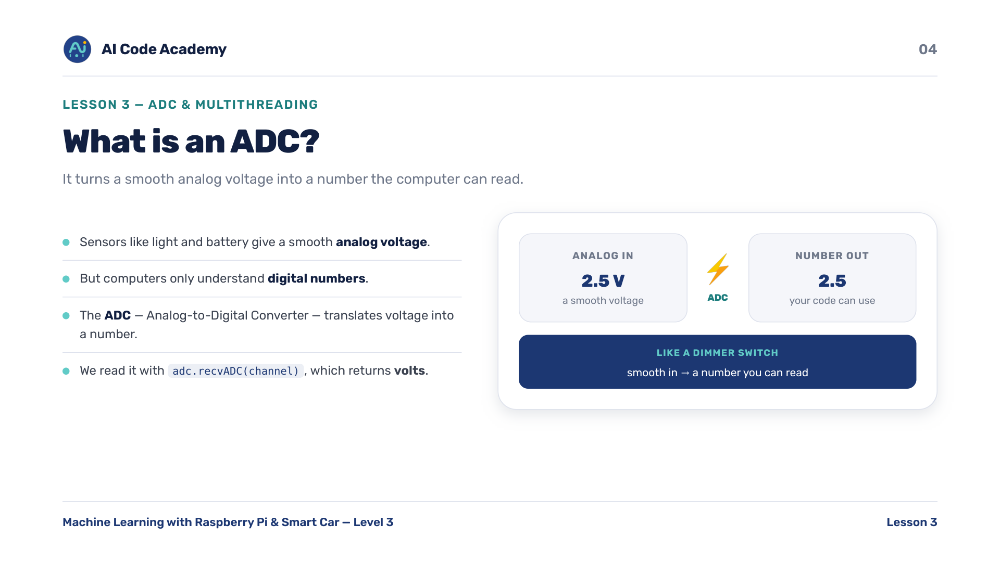 AI Code Academy
04
LESSON 3 — ADC & MULTITHREADING
What is an ADC?
It turns a smooth analog voltage into a number the computer can read.
Sensors like light and battery give a smooth analog voltage.
But computers only understand digital numbers.
The ADC — Analog-to-Digital Converter — translates voltage into
a number.
We read it with adc.recvADC(channel), which returns volts.
ANALOG IN
2.5 V
a smooth voltage
ADC
NUMBER OUT
2.5
your code can use
LIKE A DIMMER SWITCH
smooth in → a number you can read
Machine Learning with Raspberry Pi & Smart Car — Level 3
Lesson 3